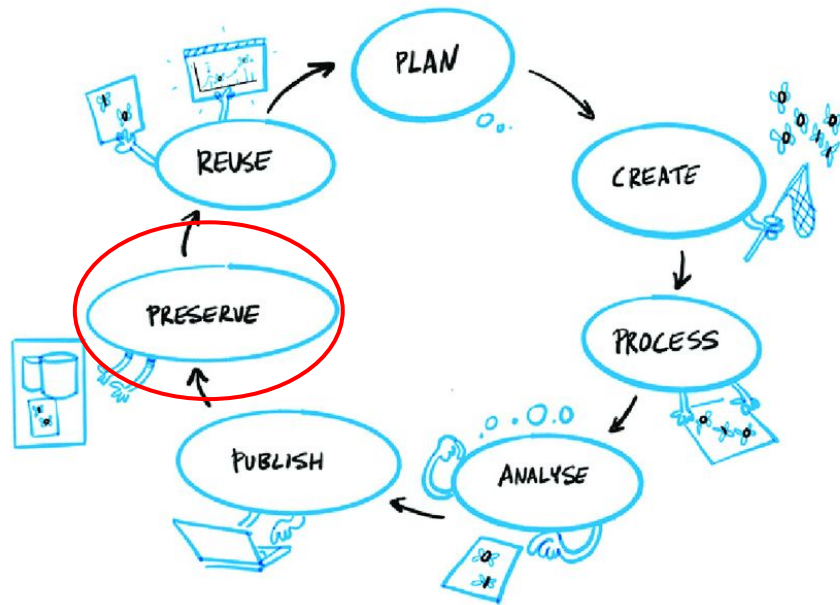 PLAN
CREATE
PROCESS
ANALYSE
PUBLISH
PRESERVE
REUSE